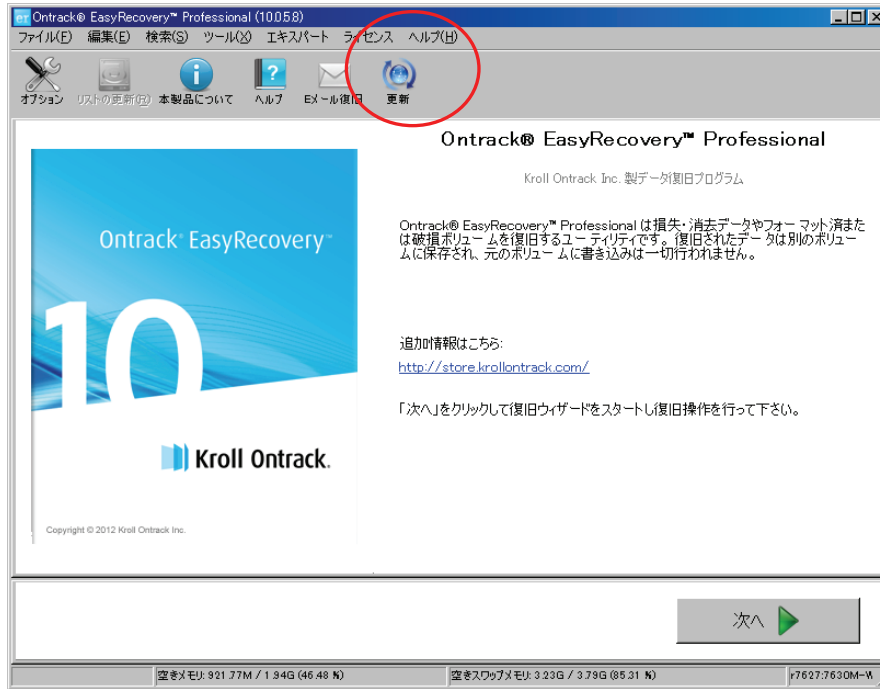 er Ontrack® EasyRecovery™ Professional (10.0.5.8)
ファイル(F) 編集(E) 検索(S) ツール(X) エキスパート ライセンス ヘルプ(H)
オプション リストの更新(R) 本製品について ヘルプ Eメール復旧 更新
Ontrack® EasyRecovery™ Professional
Kroll Ontrack Inc. 製データ復旧プログラム
Ontrack® EasyRecovery™ Professional は損失・消去データやフォーマット済また
は破損ボリュームを復旧するユーティリティです。復旧されたデータは別のボリュー
ムに保存され、元のボリュームに書き込みは一切行われません。
追加情報はこちら:
http://store.krollontrack.com/
「次へ」をクリックして復旧ウィザードをスタートし復旧操作を行って下さい。
Ontrack® EasyRecovery™
10
Kroll Ontrack.
Copyright © 2012 Kroll Ontrack Inc.
次へ
空きメモリ: 921.77M / 1.94G (46.48 %) 空きスワップメモリ: 3.23G / 3.79G (85.31 %) r7627:7630M-W